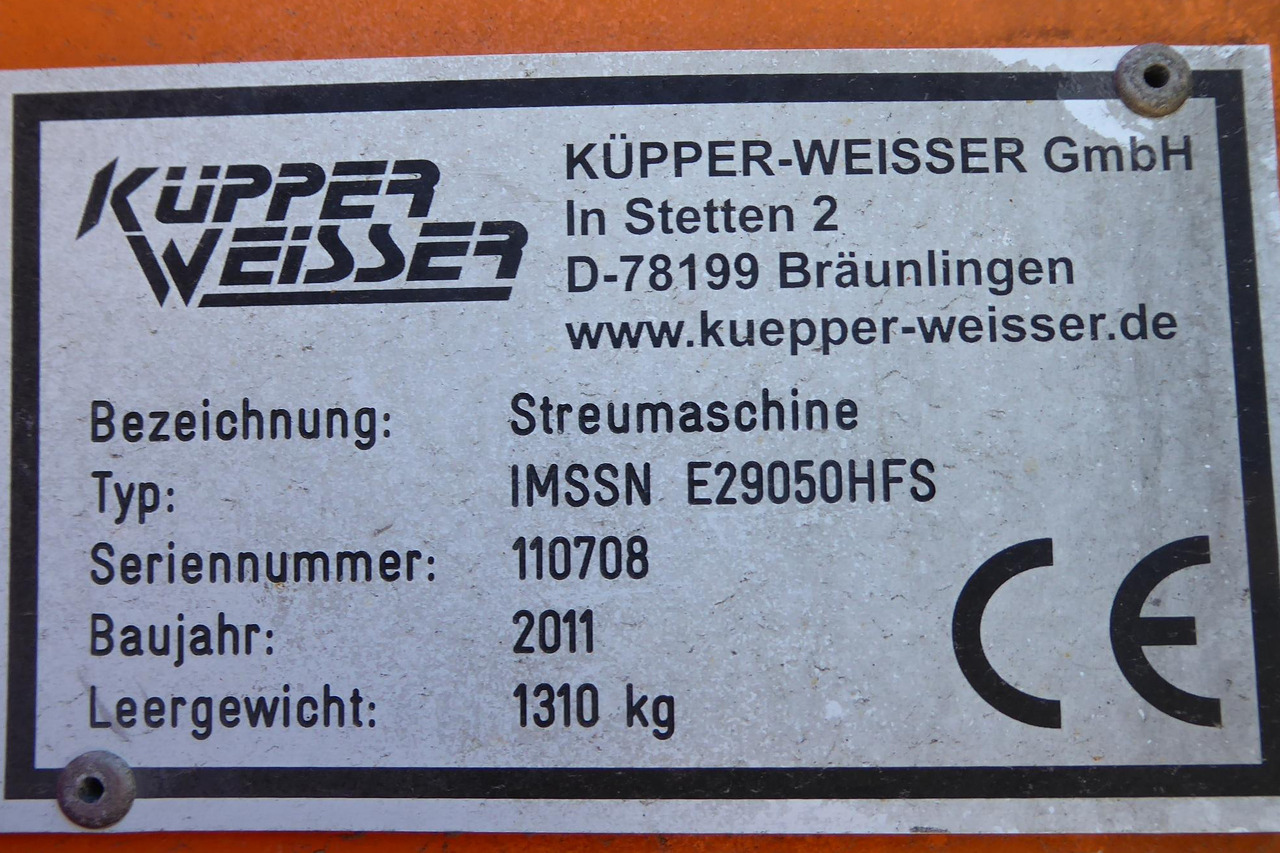 KÜPPER
WEISSER
KÜPPER-WEISSER GmbH
In Stetten 2
D-78199 Bräunlingen
www.kuepper-weisser.de
Bezeichnung: Streumaschine
Typ: IMSSN E29050HFS
Seriennummer: 110708
Baujahr: 2011
Leergewicht: 1310 kg
CE